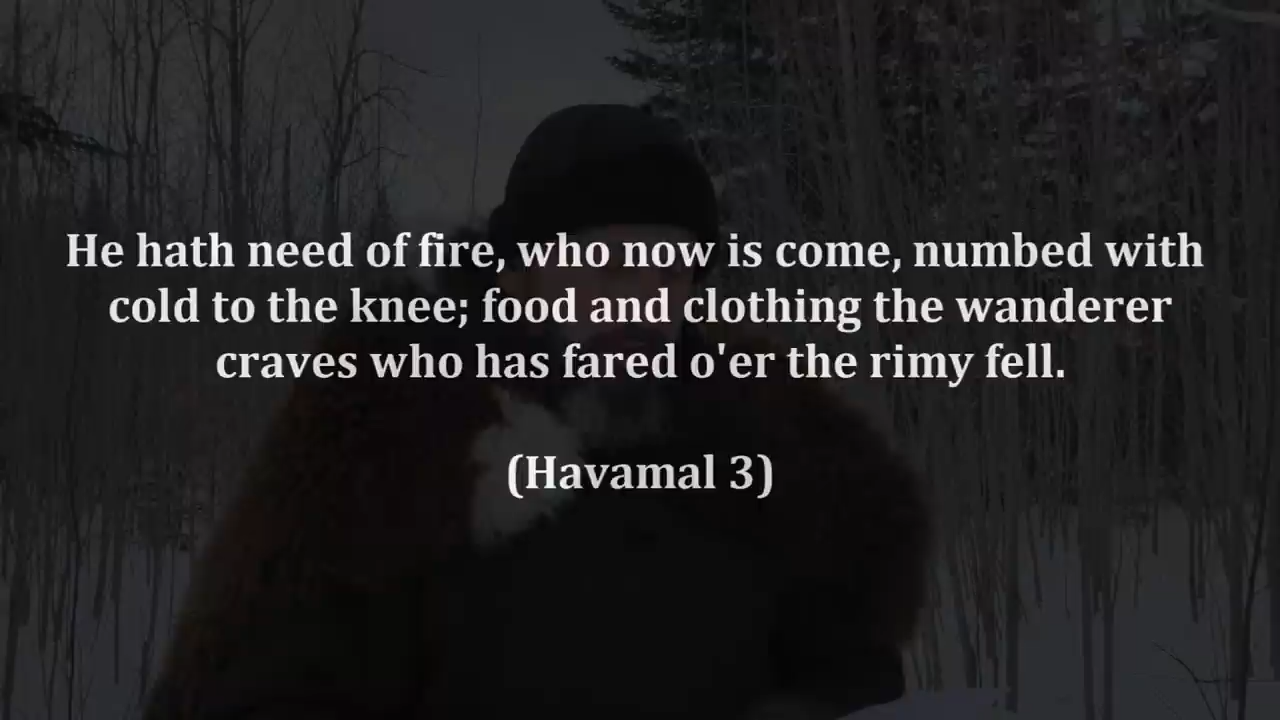 He hath need of fire, who now is come, numbed with
cold to the knee; food and clothing the wanderer
craves who has fared o'er the rimy fell.
(Havamal 3)